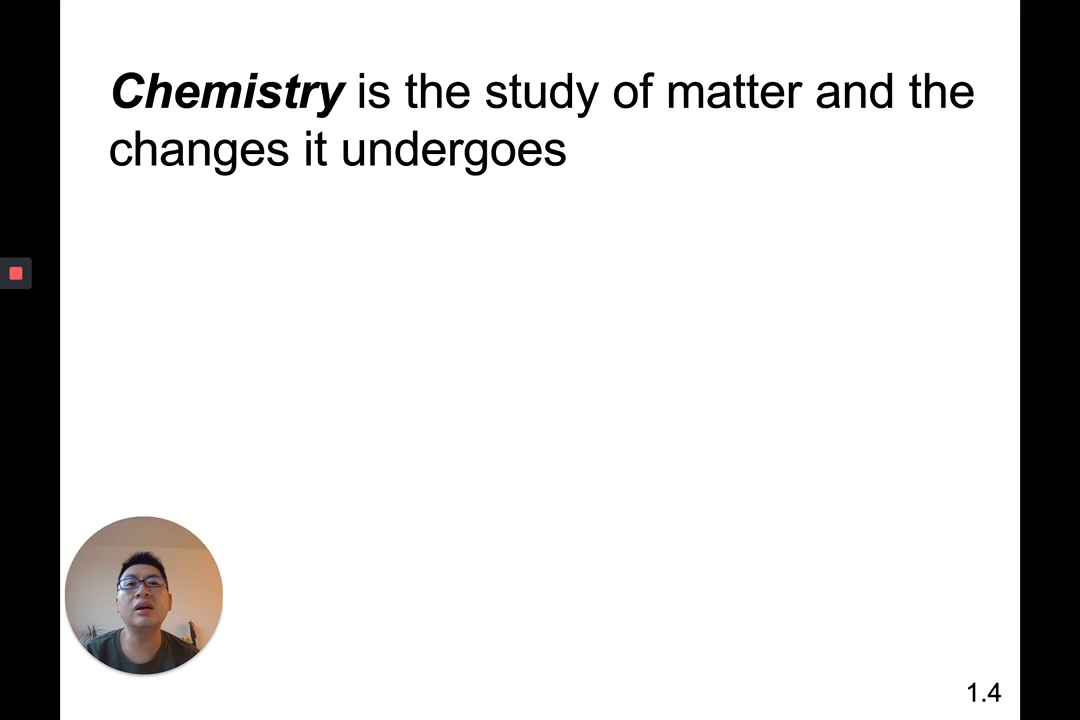 Chemistry is the study of matter and the
changes it undergoes
1.4